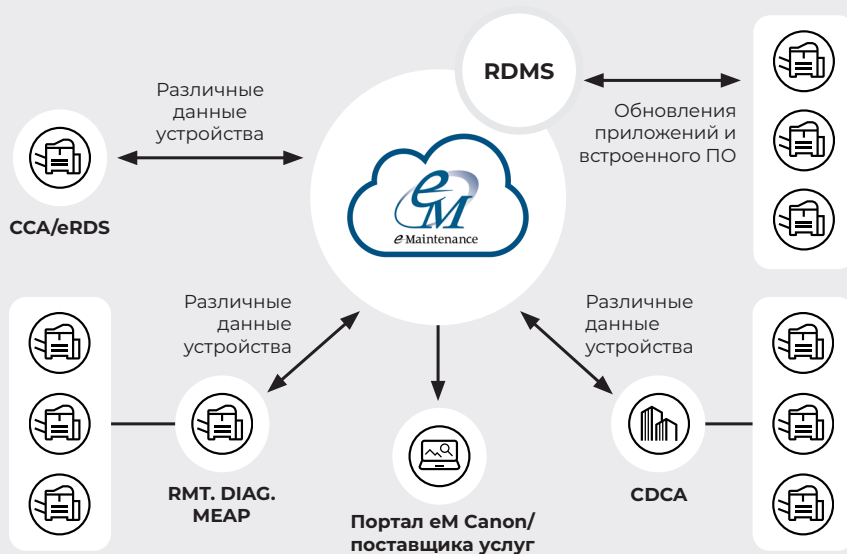 RDMS
Различные
данные
устройства
Обновления
приложений и
встроенного ПО
CCA/eRDS
eM
e-Maintenance
Различные
данные
устройства
Различные
данные
устройства
RMT. DIAG.
MEAP
Портал eM Canon/
поставщика услуг
CDCA